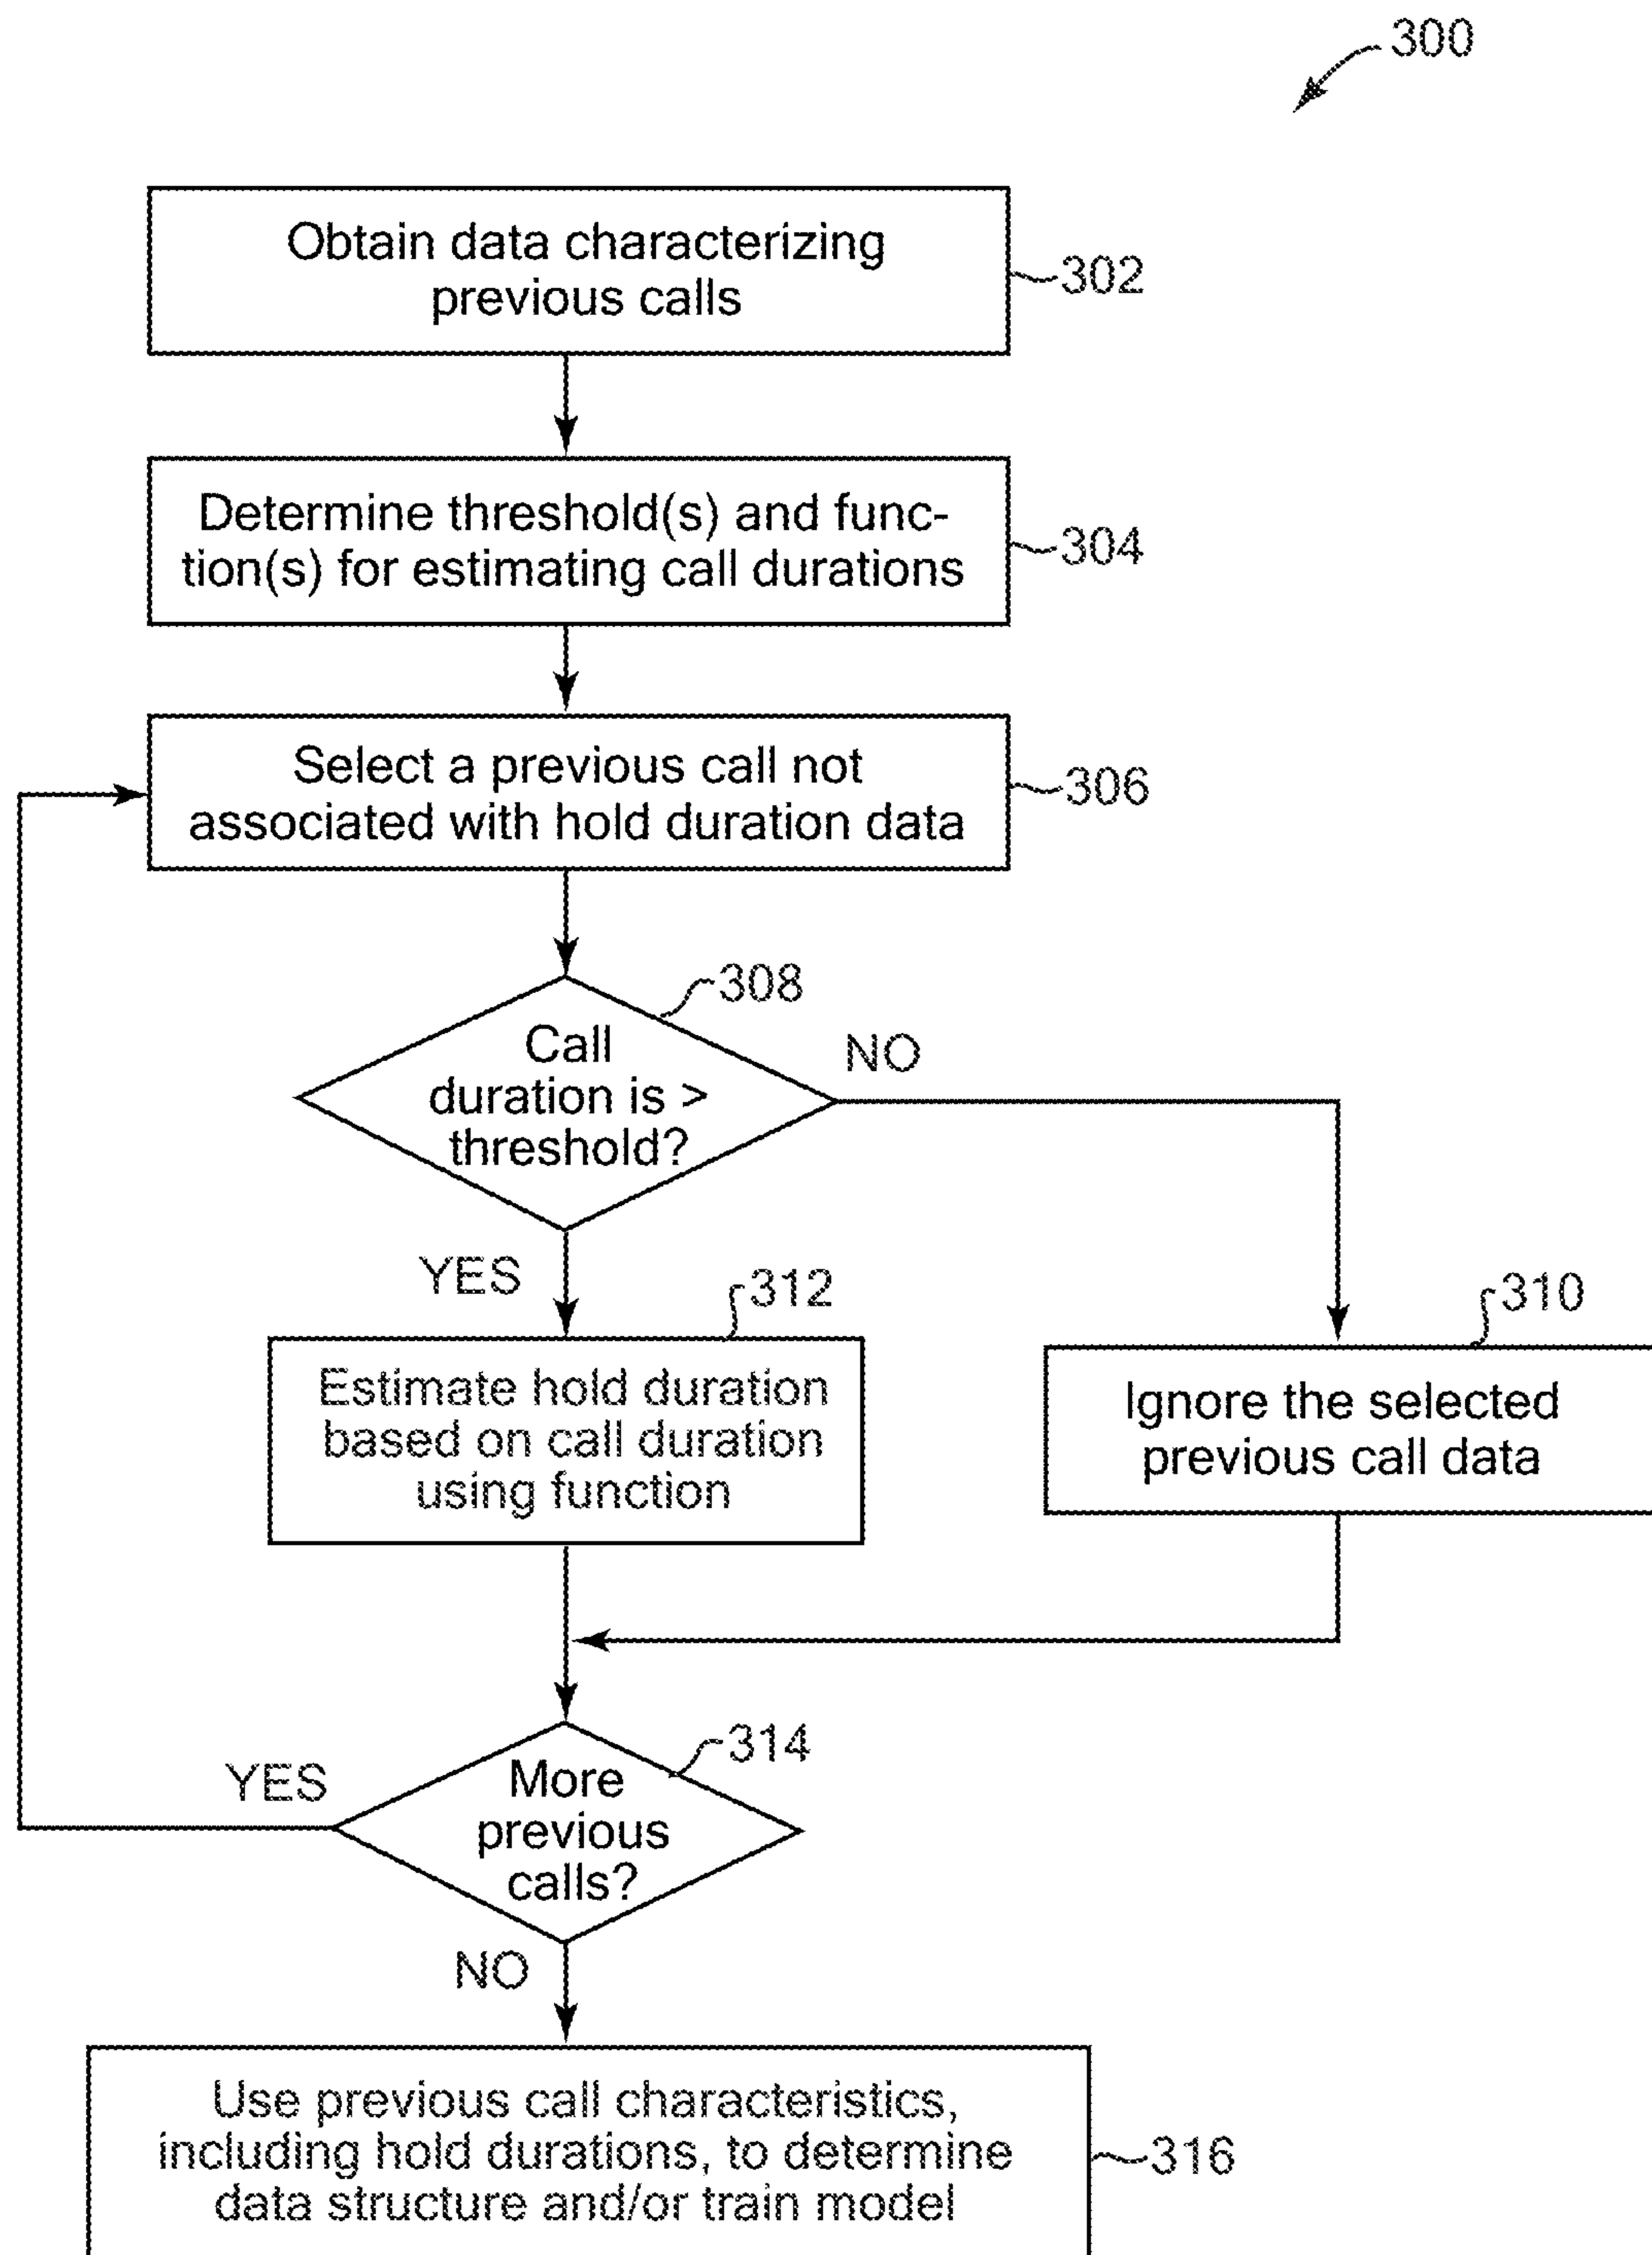 300
Obtain data characterizing
previous calls
302
Determine threshold(s) and func-
tion(s) for estimating call durations
304
Select a previous call not
associated with hold duration data
306
308
Call
duration is >
threshold?
NO
YES
312
Estimate hold duration
based on call duration
using function
310
Ignore the selected
previous call data
314
More
previous
calls?
YES
NO
Use previous call characteristics,
including hold durations, to determine
data structure and/or train model
316